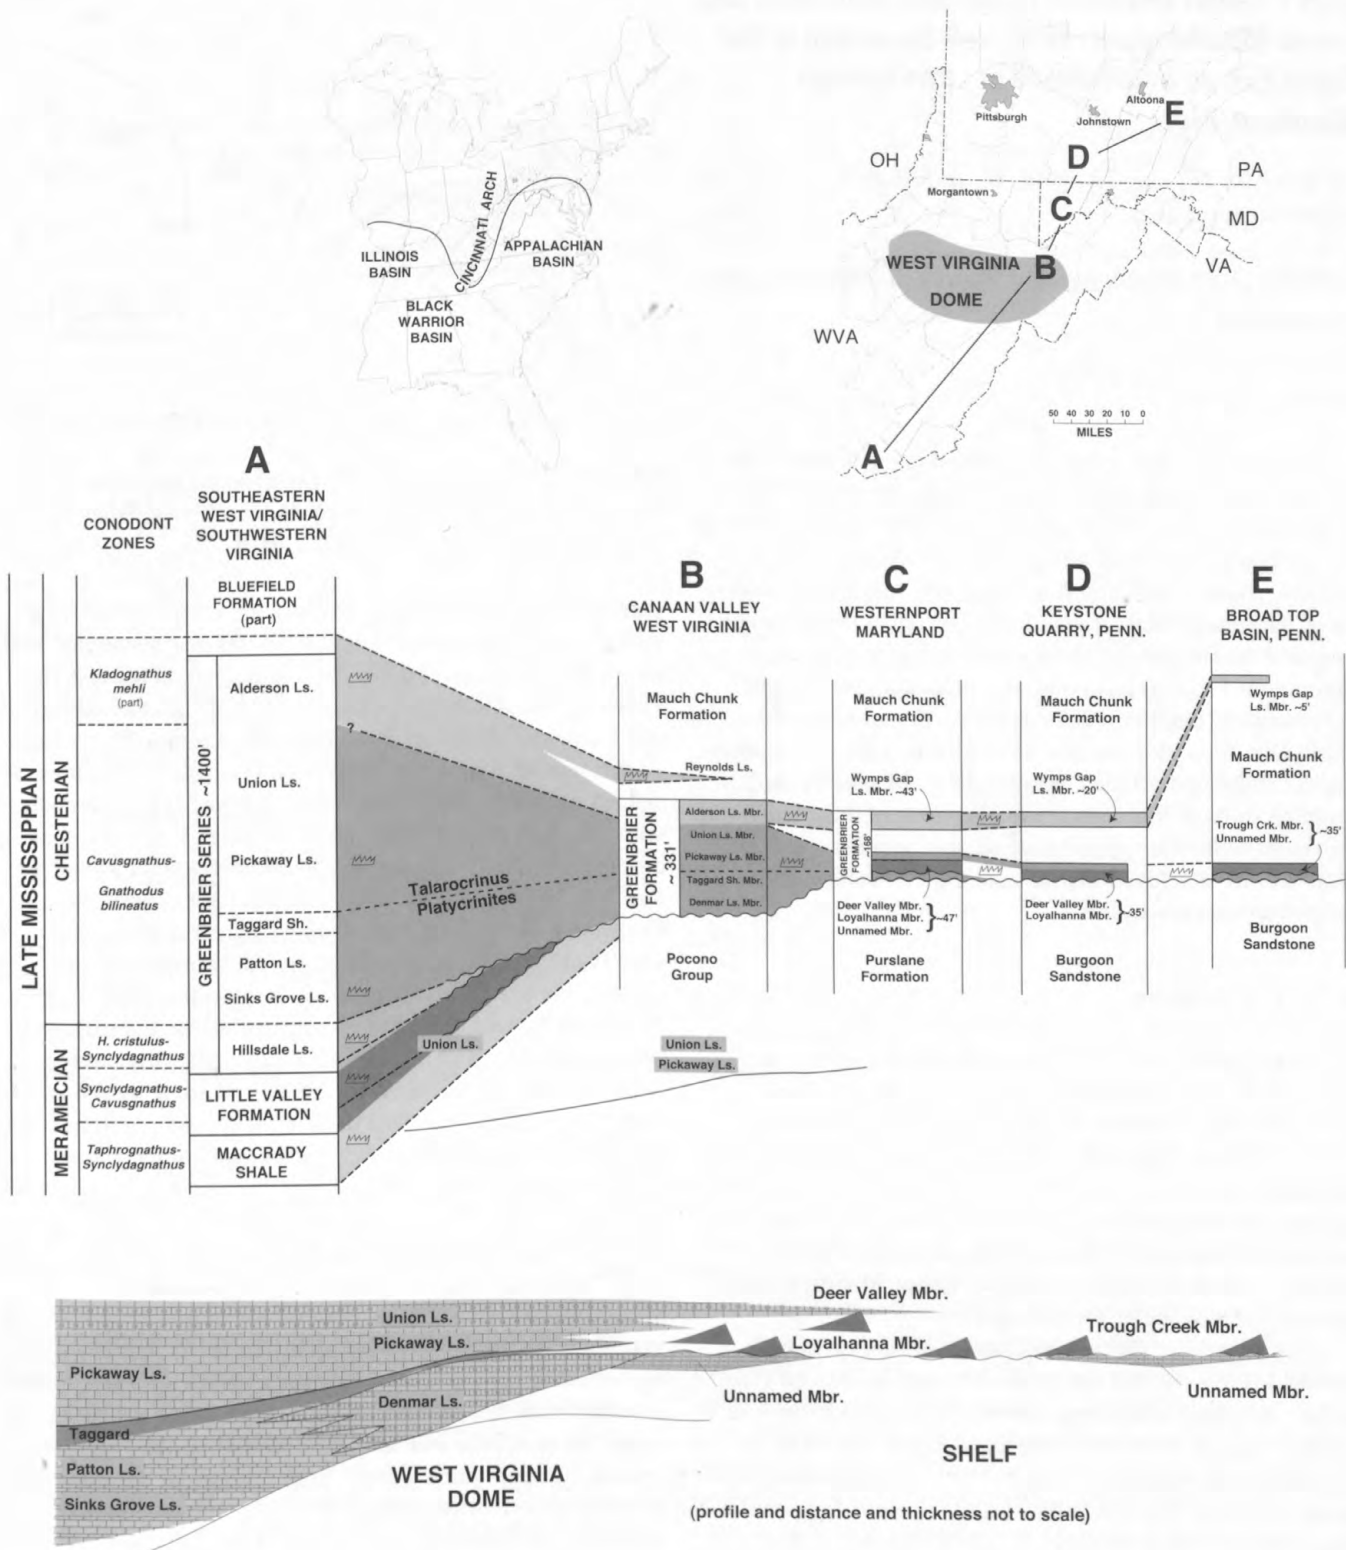 ILLINOIS
BASIN
CINCINNATI ARCH
APPALACHIAN
BASIN
BLACK
WARRIOR
BASIN
Pittsburgh
Altoona
Johnstown
E
D
OH
PA
Morgantown
C
MD
WEST VIRGINIA
DOME
B
VA
WVA
50 40 30 20 10 0
MILES
A
A
SOUTHEASTERN
WEST VIRGINIA/
SOUTHWESTERN
VIRGINIA
CONODONT
ZONES
B
CANAAN VALLEY
WEST VIRGINIA
C
WESTERNPORT
MARYLAND
D
KEYSTONE
QUARRY, PENN.
E
BROAD TOP
BASIN, PENN.
LATE MISSISSIPPIAN
CHESTERIAN
MERAMECIAN
Kladognathus
mehli
(part)
Cavusgnathus-
Gnathodus
bilineatus
H. cristulus-
Synclydagnathus
Synclydagnathus-
Cavusgnathus
Taphrognathus-
Synclydagnathus
BLUEFIELD
FORMATION
(part)
GREENBRIER SERIES ~1400'
Alderson Ls.
Union Ls.
Pickaway Ls.
Taggard Sh.
Patton Ls.
Sinks Grove Ls.
Hillsdale Ls.
LITTLE VALLEY
FORMATION
MACCRADY
SHALE
?
Talarocrinus
Platycrinites
Union Ls.
Mauch Chunk
Formation
Reynolds Ls.
GREENBRIER
FORMATION
~ 331'
Alderson Ls. Mbr.
Union Ls. Mbr.
Pickaway Ls. Mbr.
Taggard Sh. Mbr.
Denmar Ls. Mbr.
Pocono
Group
Union Ls.
Pickaway Ls.
Mauch Chunk
Formation
Wymps Gap
Ls. Mbr. ~43'
GREENBRIER
FORMATION
~168'
Deer Valley Mbr.
Loyalhanna Mbr.
Unnamed Mbr.
~47'
Purslane
Formation
Mauch Chunk
Formation
Wymps Gap
Ls. Mbr. ~20'
Deer Valley Mbr.
Loyalhanna Mbr.
~35'
Burgoon
Sandstone
Wymps Gap
Ls. Mbr. ~5'
Mauch Chunk
Formation
Trough Crk. Mbr.
Unnamed Mbr.
~35'
Burgoon
Sandstone
Deer Valley Mbr.
Union Ls.
Pickaway Ls.
Loyalhanna Mbr.
Trough Creek Mbr.
Pickaway Ls.
Denmar Ls.
Unnamed Mbr.
Unnamed Mbr.
Taggard
Patton Ls.
Sinks Grove Ls.
WEST VIRGINIA
DOME
SHELF
(profile and distance and thickness not to scale)